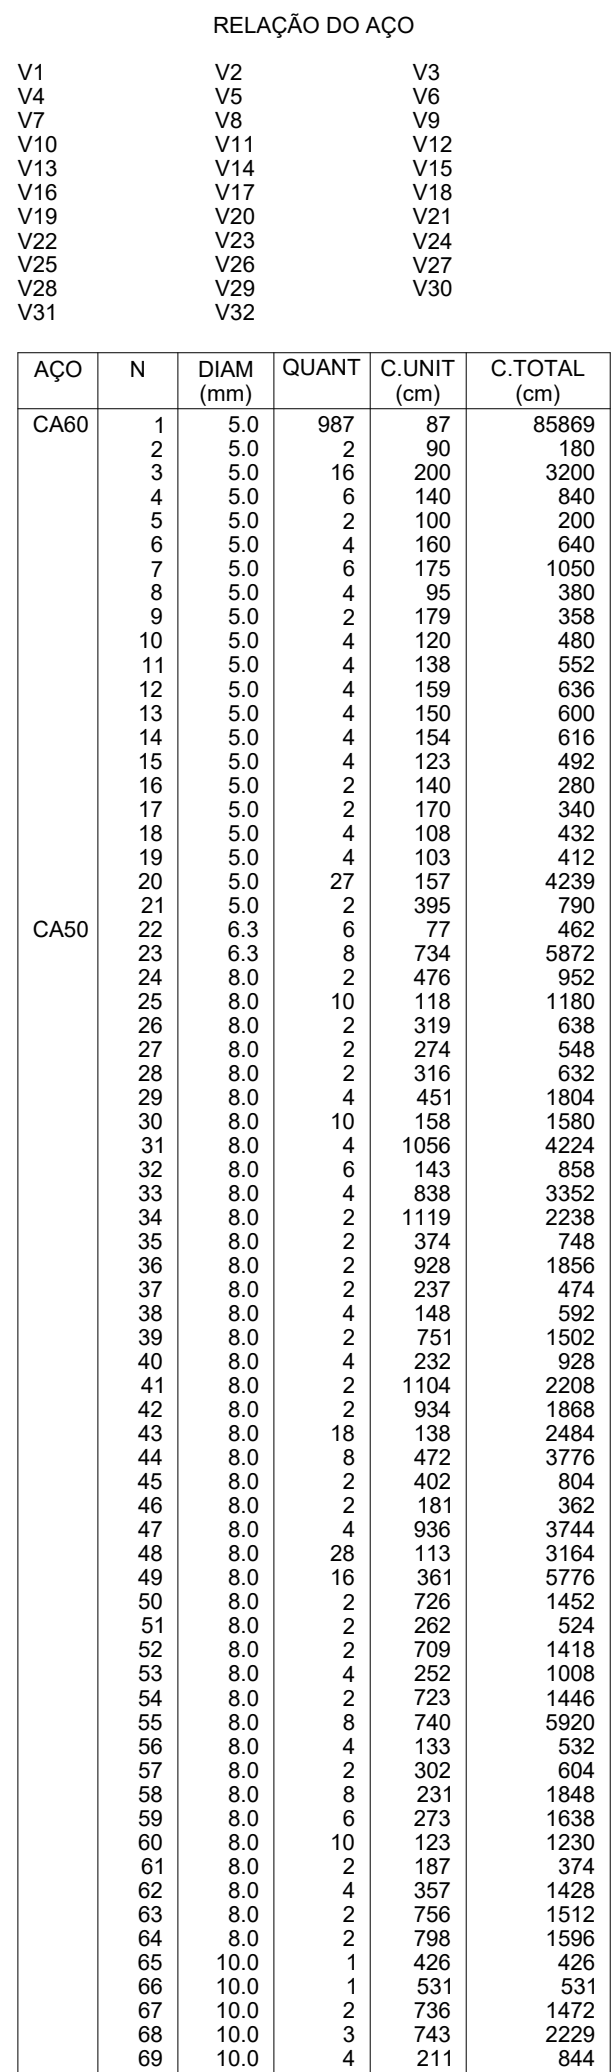 RELAÇÃO DO AÇO
V1 V2 V3
V4 V5 V6
V7 V8 V9
V10 V11 V12
V13 V14 V15
V16 V17 V18
V19 V20 V21
V22 V23 V24
V25 V26 V27
V28 V29 V30
V31 V32
AÇO N DIAM QUANT C.UNIT C.TOTAL
(mm) (cm) (cm)
CA60 1 5.0 987 87 85869
2 5.0 2 90 180
3 5.0 16 200 3200
4 5.0 6 140 840
5 5.0 2 100 200
6 5.0 4 160 640
7 5.0 6 175 1050
8 5.0 4 95 380
9 5.0 2 179 358
10 5.0 4 120 480
11 5.0 4 138 552
12 5.0 4 159 636
13 5.0 4 150 600
14 5.0 4 154 616
15 5.0 4 123 492
16 5.0 2 140 280
17 5.0 2 170 340
18 5.0 4 108 432
19 5.0 4 103 412
20 5.0 27 157 4239
21 5.0 2 395 790
CA50 22 6.3 6 77 462
23 6.3 8 734 5872
24 8.0 2 476 952
25 8.0 10 118 1180
26 8.0 2 319 638
27 8.0 2 274 548
28 8.0 2 316 632
29 8.0 4 451 1804
30 8.0 10 158 1580
31 8.0 4 1056 4224
32 8.0 6 143 858
33 8.0 4 838 3352
34 8.0 2 1119 2238
35 8.0 2 374 748
36 8.0 2 928 1856
37 8.0 2 237 474
38 8.0 4 148 592
39 8.0 2 751 1502
40 8.0 4 232 928
41 8.0 2 1104 2208
42 8.0 2 934 1868
43 8.0 18 138 2484
44 8.0 8 472 3776
45 8.0 2 402 804
46 8.0 2 181 362
47 8.0 4 936 3744
48 8.0 28 113 3164
49 8.0 16 361 5776
50 8.0 2 726 1452
51 8.0 2 262 524
52 8.0 2 709 1418
53 8.0 4 252 1008
54 8.0 2 723 1446
55 8.0 8 740 5920
56 8.0 4 133 532
57 8.0 2 302 604
58 8.0 8 231 1848
59 8.0 6 273 1638
60 8.0 10 123 1230
61 8.0 2 187 374
62 8.0 4 357 1428
63 8.0 2 756 1512
64 8.0 2 798 1596
65 10.0 1 426 426
66 10.0 1 531 531
67 10.0 2 736 1472
68 10.0 3 743 2229
69 10.0 4 211 844